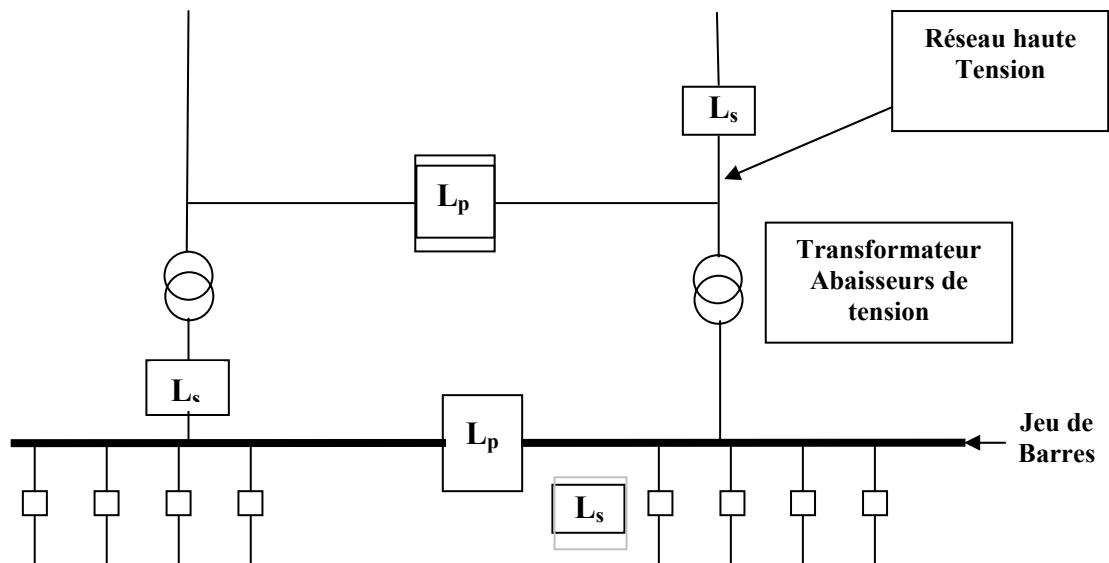 Réseau haute
Tension
Ls
Lp
Transformateur
Abaisseurs de
tension
Ls
Lp
Jeu de
Barres
Ls